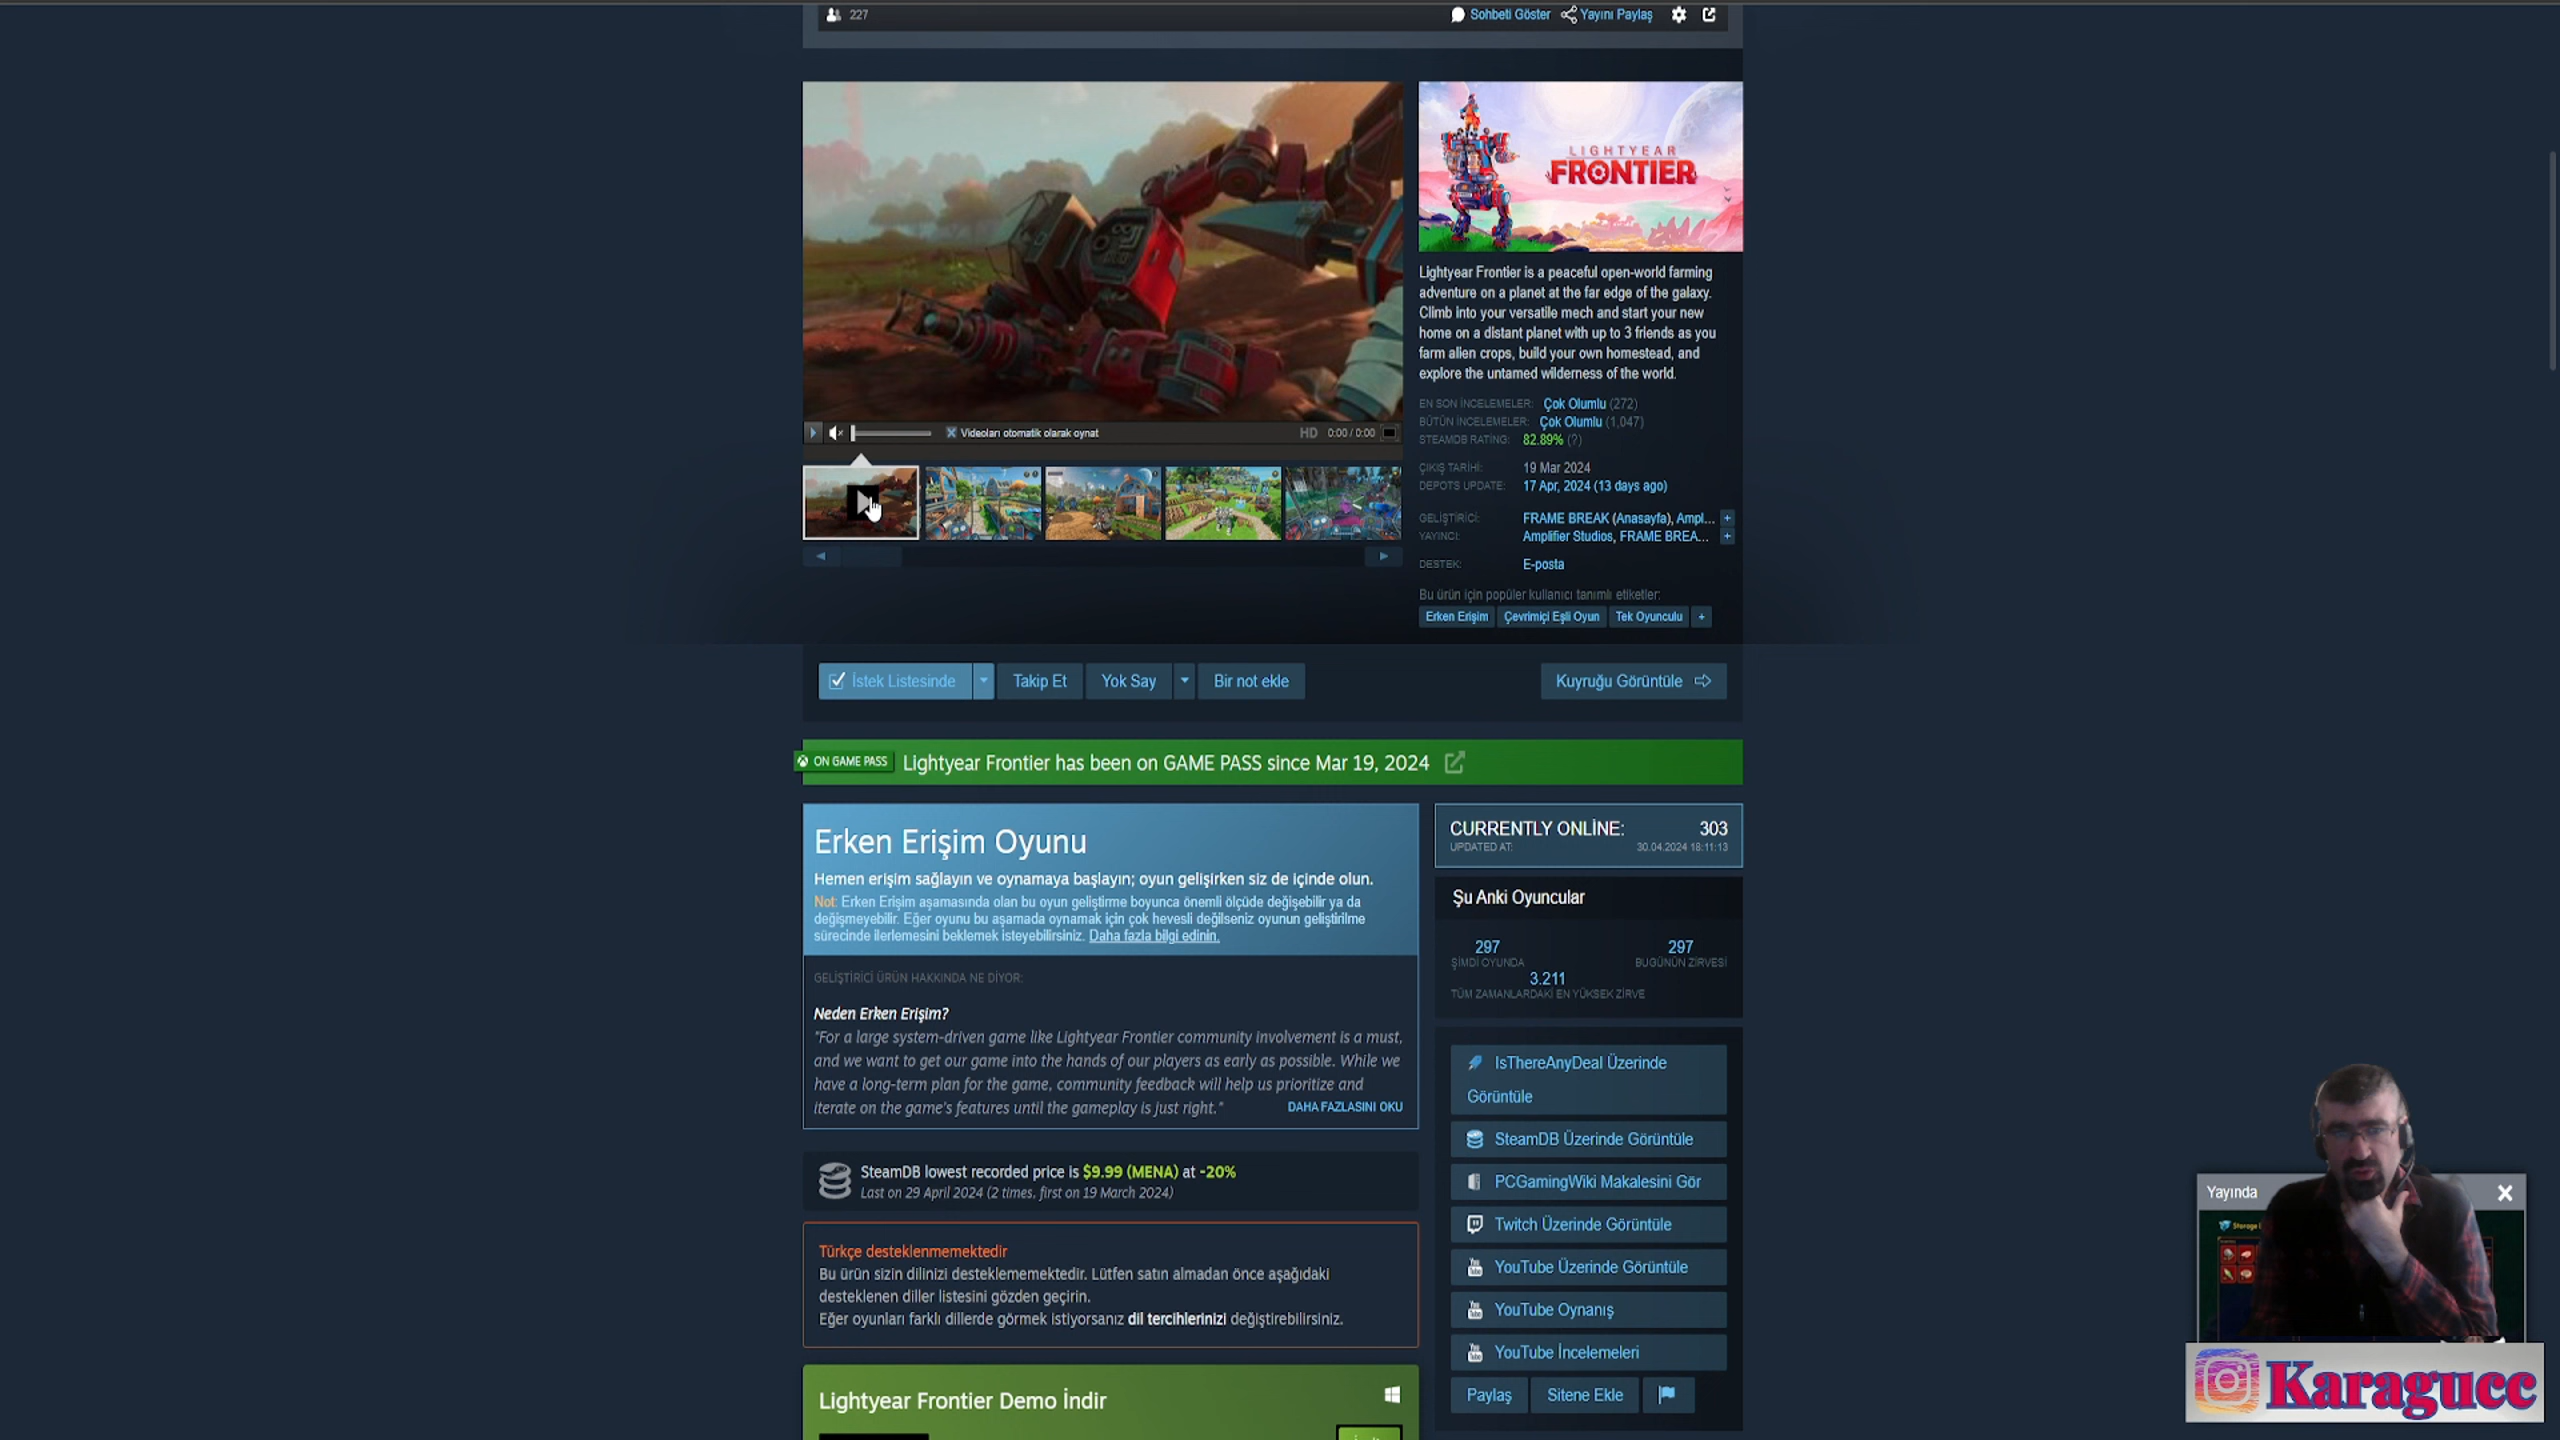 227
Sohbeti Göster
Yayını Paylaş
LIGHTYEAR
FRONTIER
Lightyear Frontier is a peaceful open-world farming
adventure on a planet at the far edge of the galaxy.
Climb into your versatile mech and start your new
home on a distant planet with up to 3 friends as you
farm alien crops, build your own homestead, and
explore the untamed wilderness of the world.
EN SON İNCELEMELER: Çok Olumlu (272)
BÜTÜN İNCELEMELER: Çok Olumlu (1,047)
STEAMDB RATING: 82.89% (?)
ÇIKIŞ TARİHİ: 19 Mar 2024
DEPOTS UPDATE: 17 Apr, 2024 (13 days ago)
GELİŞTİRİCİ: FRAME BREAK (Anasayfa), Ampl... +
YAYINCI: Amplifier Studios, FRAME BREA... +
DESTEK: E-posta
Bu ürün için popüler kullanıcı tanımlı etiketler:
Erken Erişim Çevrimiçi Eşli Oyun Tek Oyunculu +
Videoları otomatik olarak oynat
HD 0:00 / 0:00
İstek Listesinde
Takip Et
Yok Say
Bir not ekle
Kuyruğu Görüntüle
ON GAME PASS Lightyear Frontier has been on GAME PASS since Mar 19, 2024
Erken Erişim Oyunu
Hemen erişim sağlayın ve oynamaya başlayın; oyun gelişirken siz de içinde olun.
Not: Erken Erişim aşamasında olan bu oyun geliştirme boyunca önemli ölçüde değişebilir ya da
değişmeyebilir. Eğer oyunu bu aşamada oynamak için çok hevesli değilseniz oyunun geliştirilme
sürecinde ilerlemesini beklemek isteyebilirsiniz. Daha fazla bilgi edinin.
GELİŞTİRİCİ ÜRÜN HAKKINDA NE DİYOR:
Neden Erken Erişim?
"For a large system-driven game like Lightyear Frontier community involvement is a must,
and we want to get our game into the hands of our players as early as possible. While we
have a long-term plan for the game, community feedback will help us prioritize and
iterate on the game's features until the gameplay is just right."
DAHA FAZLASINI OKU
SteamDB lowest recorded price is $9.99 (MENA) at -20%
Last on 29 April 2024 (2 times, first on 19 March 2024)
Türkçe desteklenmemektedir
Bu ürün sizin dilinizi desteklememektedir. Lütfen satın almadan önce aşağıdaki
desteklenen diller listesini gözden geçirin.
Eğer oyunları farklı dillerde görmek istiyorsanız dil tercihlerinizi değiştirebilirsiniz.
Lightyear Frontier Demo İndir
CURRENTLY ONLİNE: 303
UPDATED AT: 30.04.2024 18:11:13
Şu Anki Oyuncular
297
ŞİMDİ OYUNDA
297
BUGÜNÜN ZİRVESİ
3.211
TÜM ZAMANLARDAKİ EN YÜKSEK ZİRVE
IsThereAnyDeal Üzerinde
Görüntüle
SteamDB Üzerinde Görüntüle
PCGamingWiki Makalesini Gör
Twitch Üzerinde Görüntüle
YouTube Üzerinde Görüntüle
YouTube Oynanış
YouTube İncelemeleri
Paylaş
Sitene Ekle
Yayında
Storage
Karagucc